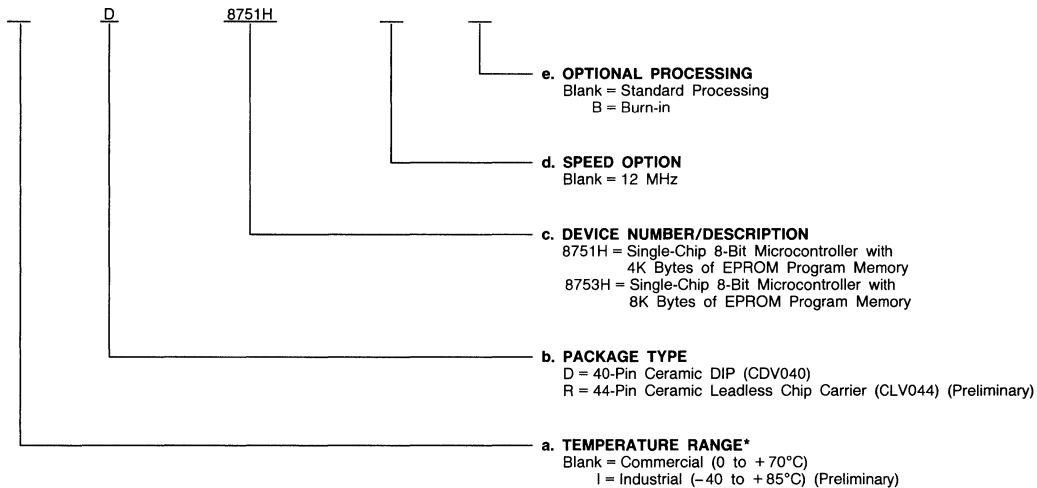 D 8751H
e. OPTIONAL PROCESSING
Blank = Standard Processing
B = Burn-in
d. SPEED OPTION
Blank = 12 MHz
c. DEVICE NUMBER/DESCRIPTION
8751H = Single-Chip 8-Bit Microcontroller with
4K Bytes of EPROM Program Memory
8753H = Single-Chip 8-Bit Microcontroller with
8K Bytes of EPROM Program Memory
b. PACKAGE TYPE
D = 40-Pin Ceramic DIP (CDV040)
R = 44-Pin Ceramic Leadless Chip Carrier (CLV044) (Preliminary)
a. TEMPERATURE RANGE*
Blank = Commercial (0 to +70°C)
I = Industrial (–40 to +85°C) (Preliminary)